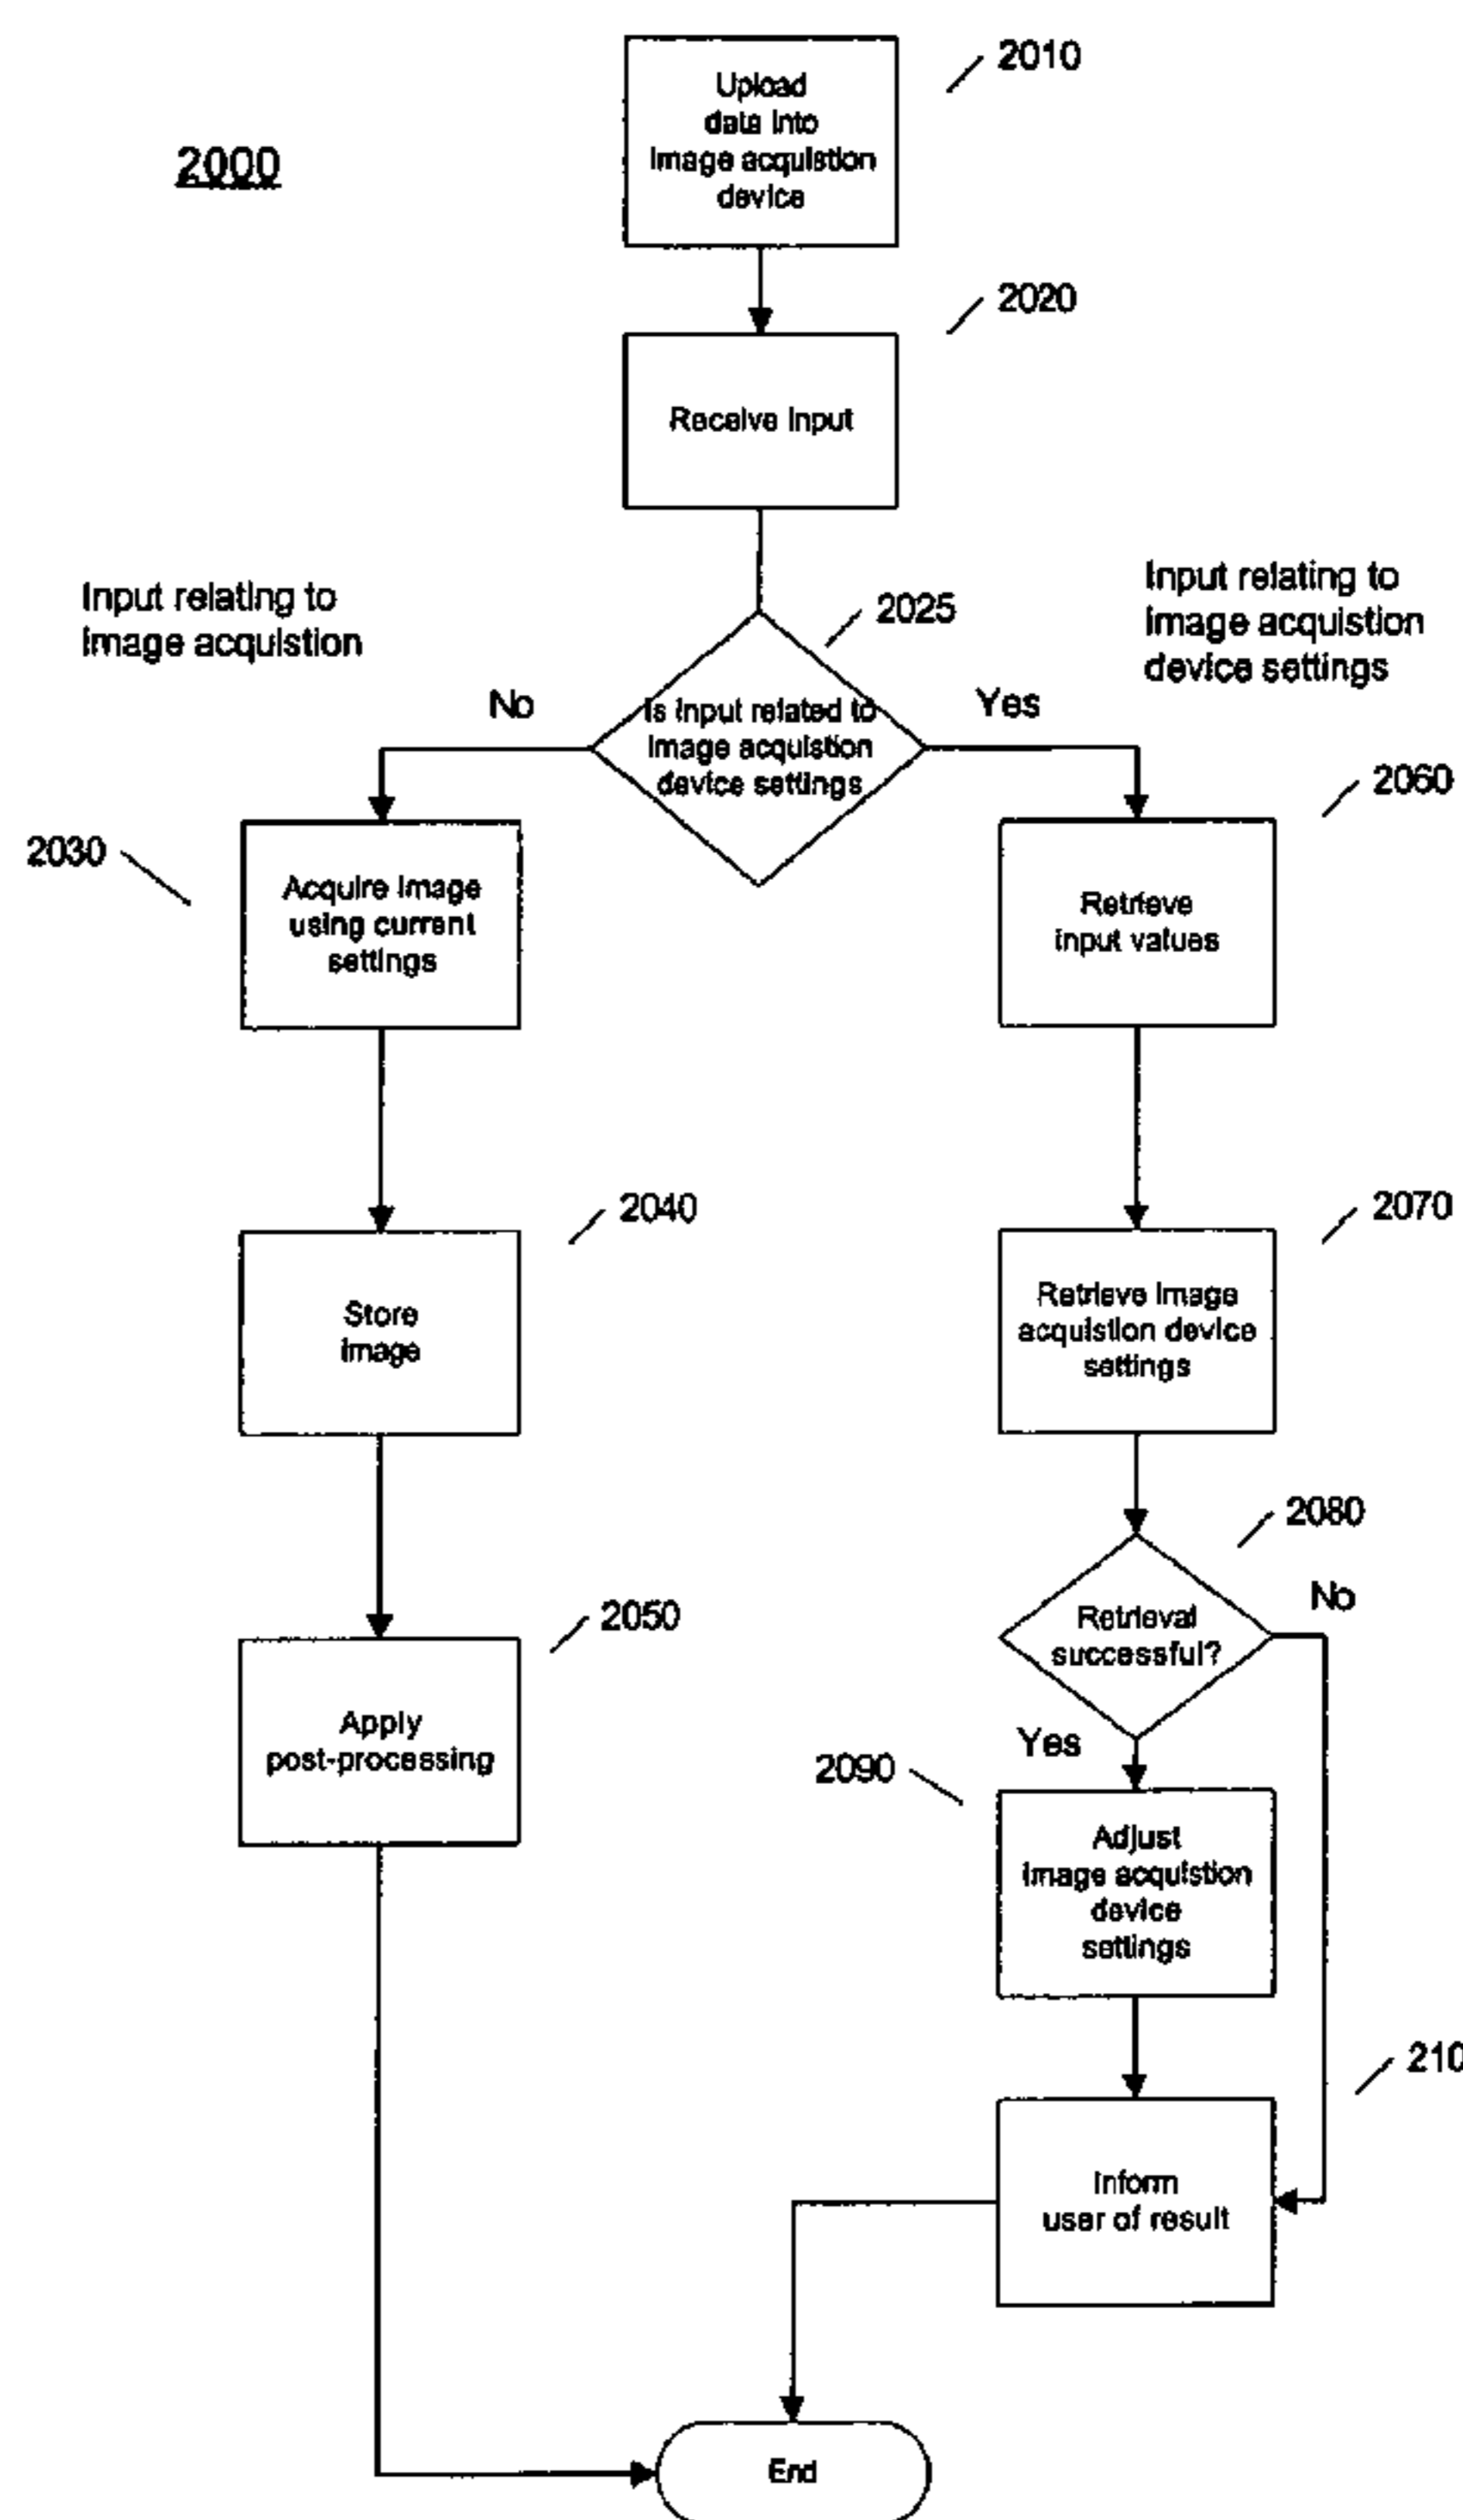 2010
Upload
data into
image acquistion
device
2000
2020
Receive input
Input relating to
image acquistion
Input relating to
image acquistion
device settings
2025
No
Yes
Is input related to
image acquistion
device settings
2060
2030
Acquire image
using current
settings
Retrieve
input values
2040
2070
Store
image
Retrieve image
acquistion device
settings
2080
No
2050
Retrieval
successful?
Apply
post-processing
Yes
2090
Adjust
image acquistion
device
settings
210
Inform
user of result
End